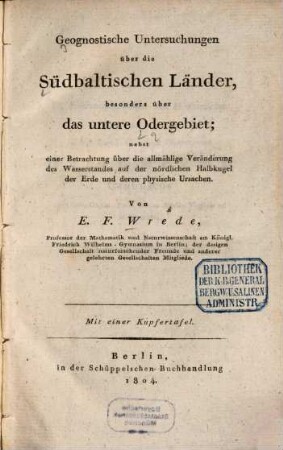 Geognostische Untersuchungen
über die
Südbaltischen Länder,
besonders über
das untere Odergebiet;
nebst
einer Betrachtung über die allmählige Veränderung
des Wasserstandes auf der nördlichen Halbkugel
der Erde und deren physische Ursachen.
Von
E. F. Wrede,
Professor der Mathematik und Naturwissenschaft am Königl.
Friedrich Wilhelms-Gymnasium in Berlin; der dasigen
Gesellschaft naturforschender Freunde und anderer
gelehrten Gesellschaften Mitgliede.
BIBLIOTHEK
DER K.B. GENERAL
BERGW. U. SALINEN
ADMINISTR.
Mit einer Kupfertafel.
Berlin,
in der Schüppelschen Buchhandlung
1804.